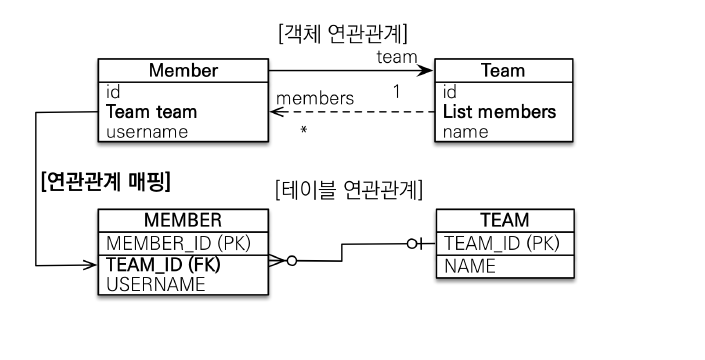 [객체 연관관계]
team
Member
Team
id
id
members
1
Team team
List members
username
*
name
[연관관계 매핑]
[테이블 연관관계]
MEMBER
TEAM
MEMBER_ID (PK)
TEAM_ID (PK)
TEAM_ID (FK)
NAME
USERNAME